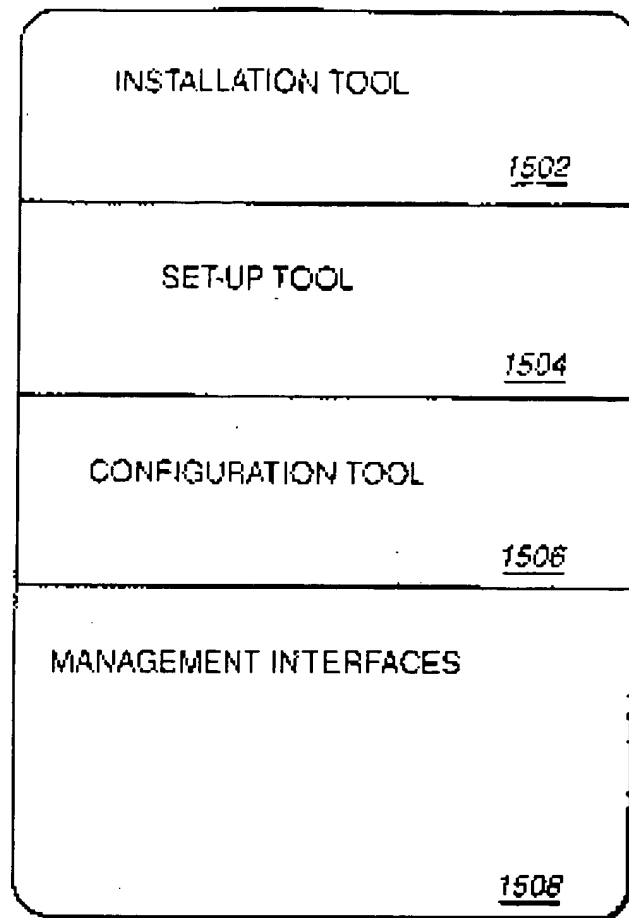 INSTALLATION TOOL
1502
SET-UP TOOL
1504
CONFIGURATION TOOL
1506
MANAGEMENT INTERFACES
1508